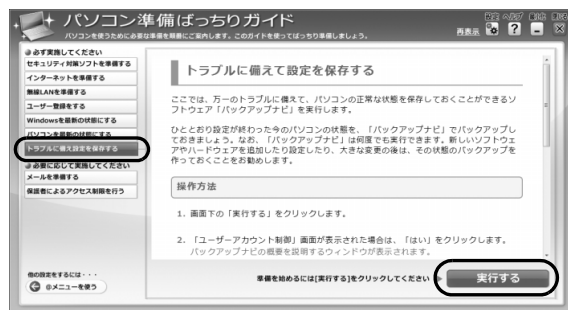 パソコン準備ばっちりガイド
パソコンを使うために必要な準備を順番にご案内します。このガイドを使ってばっちり準備しましょう。
再表示 設定 ヘルプ 最小化 閉じる
必ず実施してください
セキュリティ対策ソフトを準備する
インターネットを準備する
無線LANを準備する
ユーザー登録をする
Windowsを最新の状態にする
パソコンを最新の状態にする
トラブルに備え設定を保存する
必要に応じて実施してください
メールを準備する
保護者によるアクセス制限を行う
他の設定をするには・・・
@メニューを使う
トラブルに備えて設定を保存する
ここでは、万一のトラブルに備えて、パソコンの正常な状態を保存しておくことができるソ
フトウェア「バックアップナビ」を実行します。
ひととおり設定が終わった今のパソコンの状態を、「バックアップナビ」でバックアップし
ておきましょう。なお、「バックアップナビ」は何度でも実行できます。新しいソフトウェ
アやハードウェアを追加したり設定したり、大きな変更の後は、その状態のバックアップを
作っておくことをお勧めします。
操作方法
1. 画面下の「実行する」をクリックします。
2. 「ユーザーアカウント制御」画面が表示された場合は、「はい」をクリックします。
バックアップナビの概要を説明するウィンドウが表示されます。
準備を始めるには[実行する]をクリックしてください
実行する